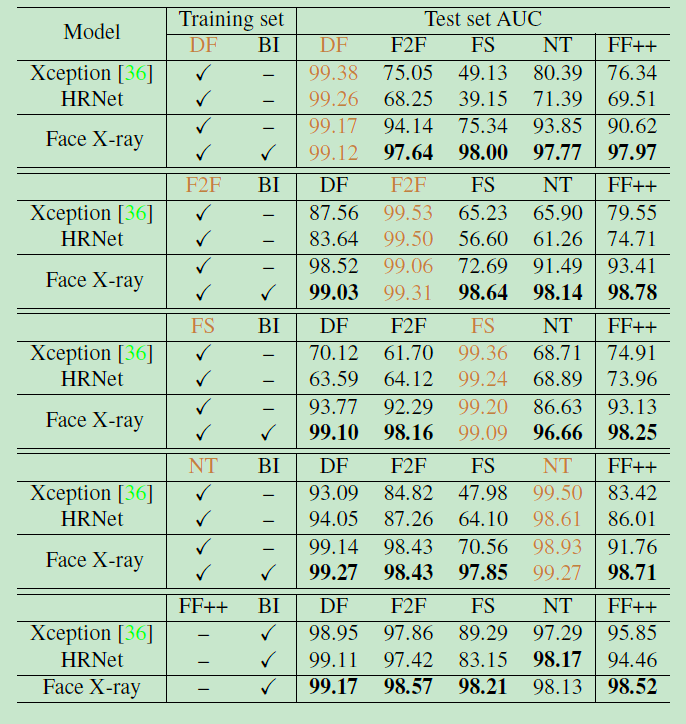 Model Training set Test set AUC
DF BI DF F2F FS NT FF++
Xception [36] ✓ – 99.38 75.05 49.13 80.39 76.34
HRNet ✓ – 99.26 68.25 39.15 71.39 69.51
Face X-ray ✓ – 99.17 94.14 75.34 93.85 90.62
✓ ✓ 99.12 97.64 98.00 97.77 97.97
F2F BI DF F2F FS NT FF++
Xception [36] ✓ – 87.56 99.53 65.23 65.90 79.55
HRNet ✓ – 83.64 99.50 56.60 61.26 74.71
Face X-ray ✓ – 98.52 99.06 72.69 91.49 93.41
✓ ✓ 99.03 99.31 98.64 98.14 98.78
FS BI DF F2F FS NT FF++
Xception [36] ✓ – 70.12 61.70 99.36 68.71 74.91
HRNet ✓ – 63.59 64.12 99.24 68.89 73.96
Face X-ray ✓ – 93.77 92.29 99.20 86.63 93.13
✓ ✓ 99.10 98.16 99.09 96.66 98.25
NT BI DF F2F FS NT FF++
Xception [36] ✓ – 93.09 84.82 47.98 99.50 83.42
HRNet ✓ – 94.05 87.26 64.10 98.61 86.01
Face X-ray ✓ – 99.14 98.43 70.56 98.93 91.76
✓ ✓ 99.27 98.43 97.85 99.27 98.71
FF++ BI DF F2F FS NT FF++
Xception [36] – ✓ 98.95 97.86 89.29 97.29 95.85
HRNet – ✓ 99.11 97.42 83.15 98.17 94.46
Face X-ray – ✓ 99.17 98.57 98.21 98.13 98.52